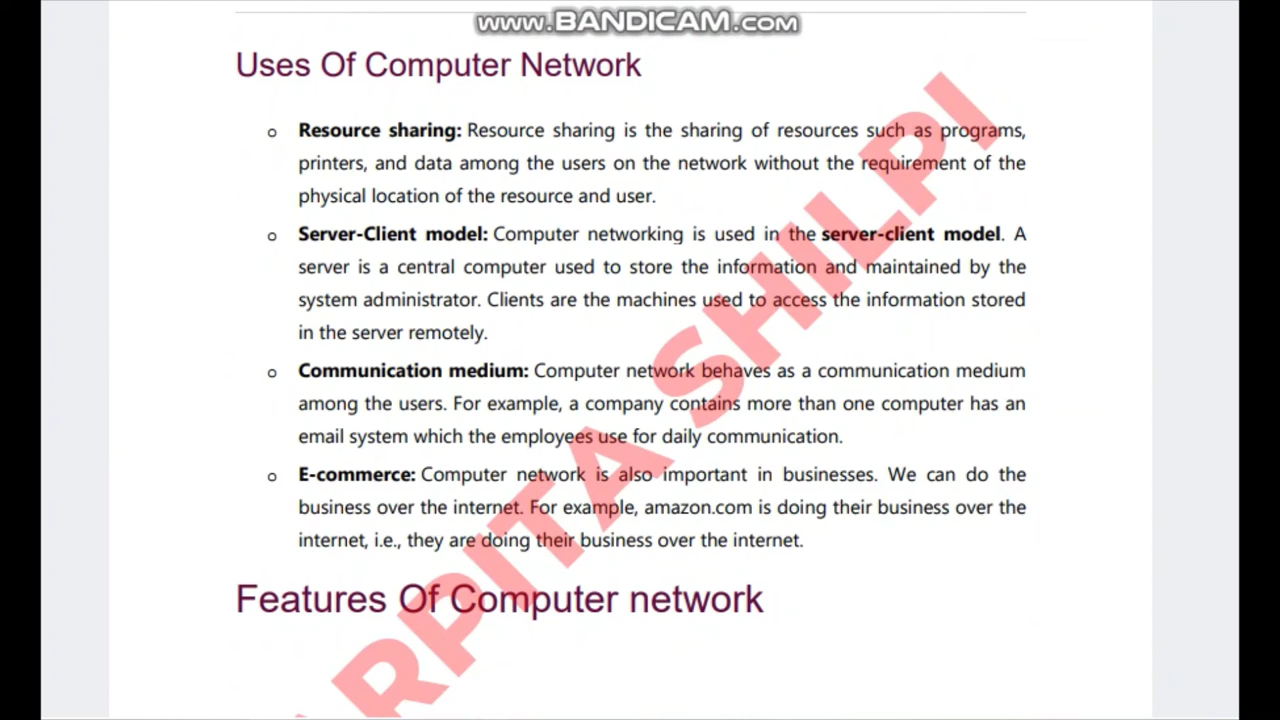 www.BANDICAM.com
Uses Of Computer Network
o Resource sharing: Resource sharing is the sharing of resources such as programs,
printers, and data among the users on the network without the requirement of the
physical location of the resource and user.
o Server-Client model: Computer networking is used in the server-client model. A
server is a central computer used to store the information and maintained by the
system administrator. Clients are the machines used to access the information stored
in the server remotely.
o Communication medium: Computer network behaves as a communication medium
among the users. For example, a company contains more than one computer has an
email system which the employees use for daily communication.
o E-commerce: Computer network is also important in businesses. We can do the
business over the internet. For example, amazon.com is doing their business over the
internet, i.e., they are doing their business over the internet.
Features Of Computer network
ARPITA SHILPI